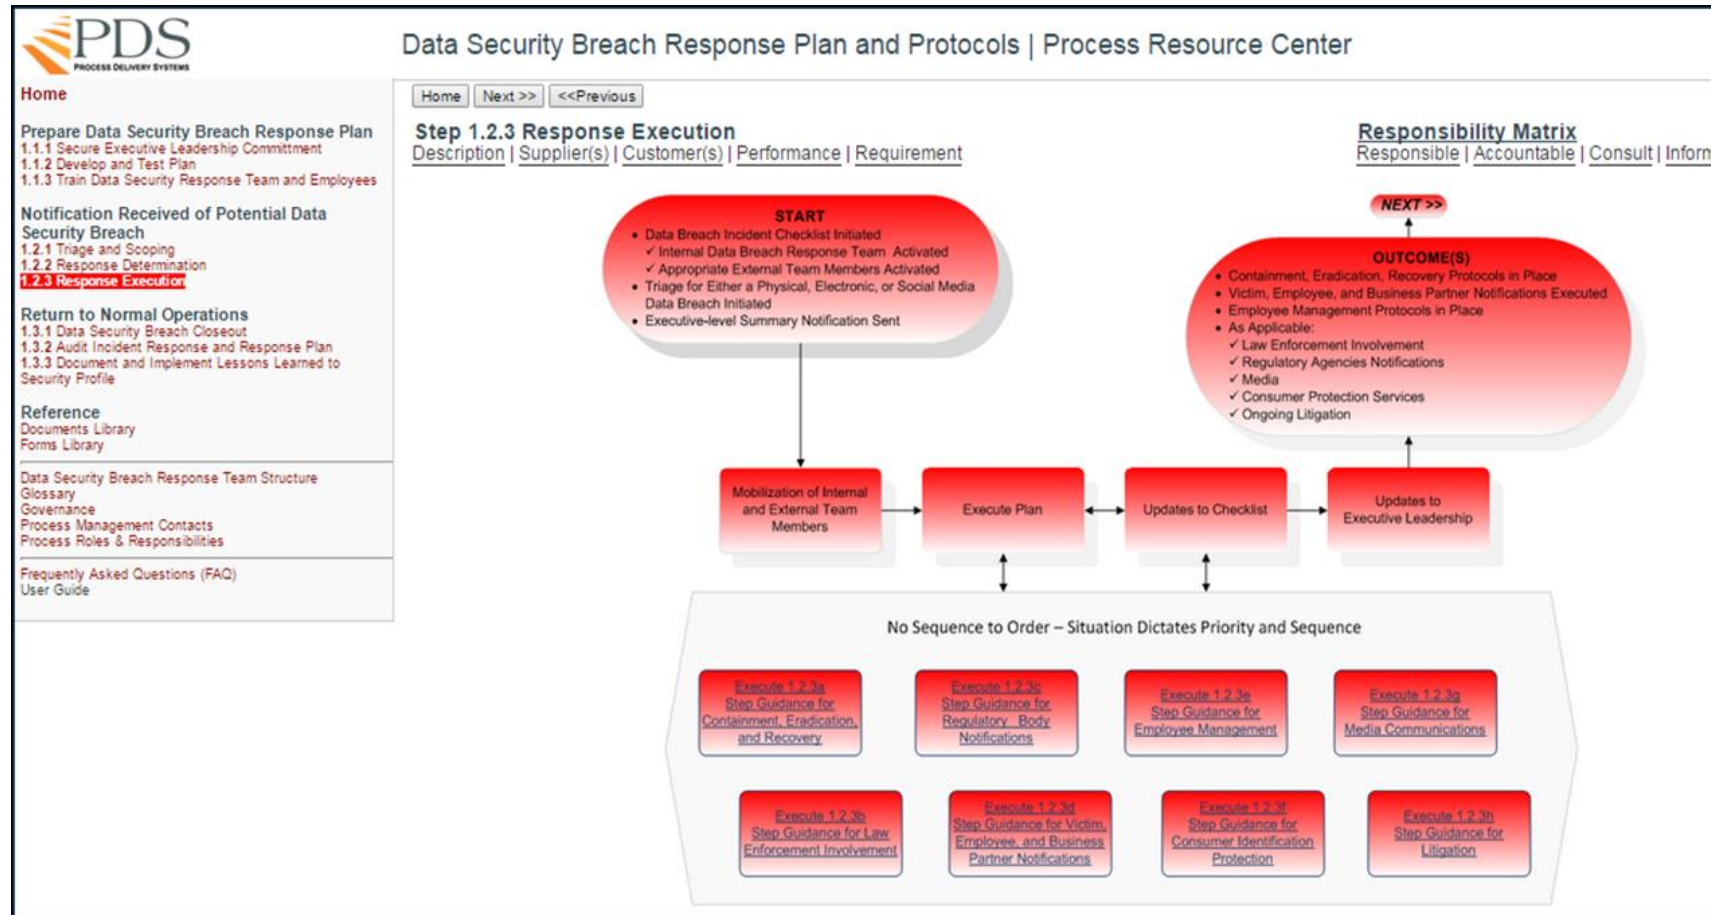 PDS
PROCESS DELIVERY SYSTEMS
Data Security Breach Response Plan and Protocols | Process Resource Center
Home
Prepare Data Security Breach Response Plan
1.1.1 Secure Executive Leadership Committment
1.1.2 Develop and Test Plan
1.1.3 Train Data Security Response Team and Employees
Notification Received of Potential Data
Security Breach
1.2.1 Triage and Scoping
1.2.2 Response Determination
1.2.3 Response Execution
Return to Normal Operations
1.3.1 Data Security Breach Closeout
1.3.2 Audit Incident Response and Response Plan
1.3.3 Document and Implement Lessons Learned to
Security Profile
Reference
Documents Library
Forms Library
Data Security Breach Response Team Structure
Glossary
Governance
Process Management Contacts
Process Roles & Responsibilities
Frequently Asked Questions (FAQ)
User Guide
Home Next >> <<Previous
Step 1.2.3 Response Execution
Description | Supplier(s) | Customer(s) | Performance | Requirement
Responsibility Matrix
Responsible | Accountable | Consult | Inform
START
• Data Breach Incident Checklist Initiated
✓ Internal Data Breach Response Team Activated
✓ Appropriate External Team Members Activated
• Triage for Either a Physical, Electronic, or Social Media
Data Breach Initiated
• Executive-level Summary Notification Sent
NEXT >>
OUTCOME(S)
• Containment, Eradication, Recovery Protocols in Place
• Victim, Employee, and Business Partner Notifications Executed
• Employee Management Protocols in Place
• As Applicable:
✓ Law Enforcement Involvement
✓ Regulatory Agencies Notifications
✓ Media
✓ Consumer Protection Services
✓ Ongoing Litigation
Mobilization of Internal
and External Team
Members
Execute Plan
Updates to Checklist
Updates to
Executive Leadership
No Sequence to Order – Situation Dictates Priority and Sequence
Execute 1.2.3a
Step Guidance for
Containment, Eradication,
and Recovery
Execute 1.2.3c
Step Guidance for
Regulatory Body
Notifications
Execute 1.2.3e
Step Guidance for
Employee Management
Execute 1.2.3g
Step Guidance for
Media Communications
Execute 1.2.3b
Step Guidance for Law
Enforcement Involvement
Execute 1.2.3d
Step Guidance for Victim,
Employee, and Business
Partner Notifications
Execute 1.2.3f
Step Guidance for
Consumer Identification
Protection
Execute 1.2.3h
Step Guidance for
Litigation